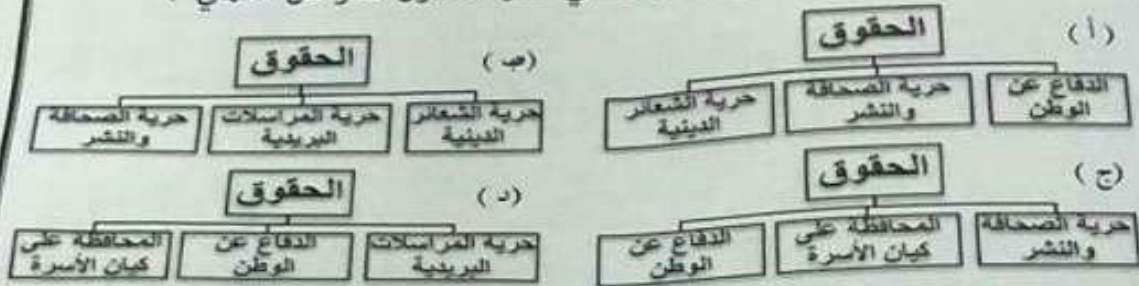 (أ)
الحقوق
الدفاع عن الوطن
حرية الصحافة والنشر
حرية الشعائر الدينية
(ب)
الحقوق
حرية الشعائر الدينية
حرية المراسلات البريدية
حرية الصحافة والنشر
(ج)
الحقوق
حرية الصحافة والنشر
المحافظة على كيان الأسرة
الدفاع عن الوطن
(د)
الحقوق
حرية المراسلات البريدية
الدفاع عن الوطن
المحافظة على كيان الأسرة